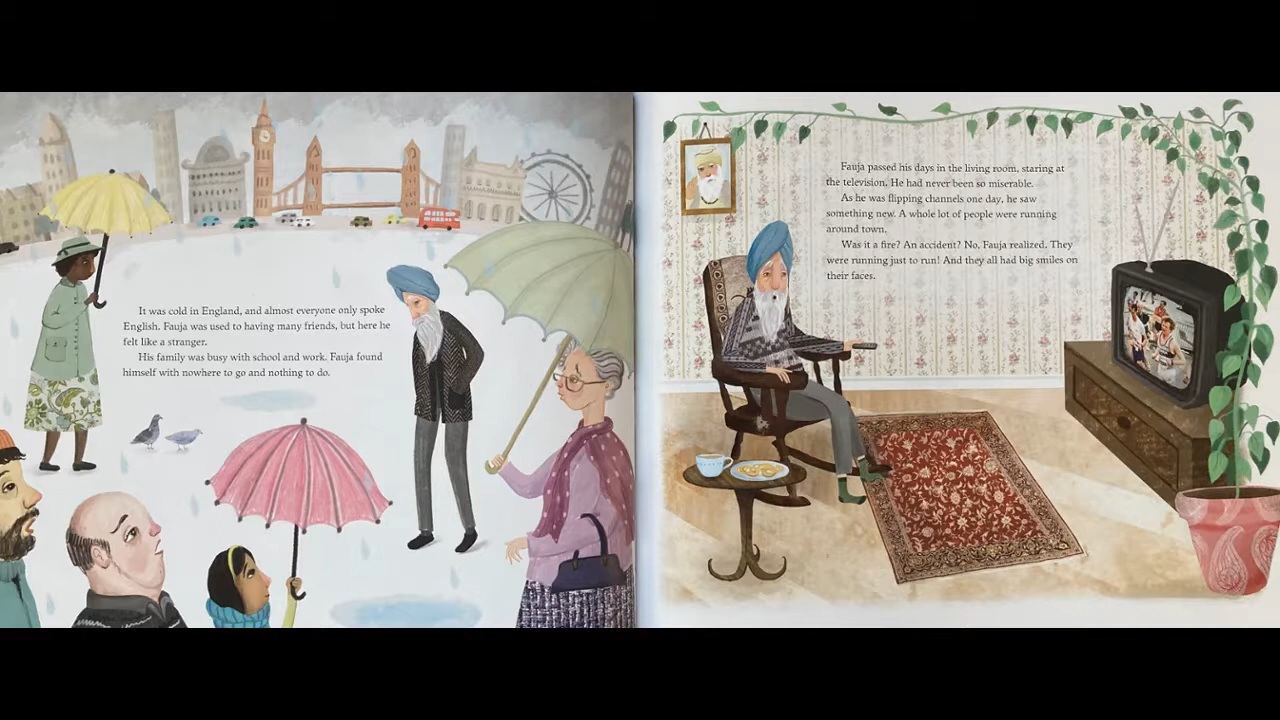 It was cold in England, and almost everyone only spoke
English. Fauja was used to having many friends, but here he
felt like a stranger.
His family was busy with school and work. Fauja found
himself with nowhere to go and nothing to do.
Fauja passed his days in the living room, staring at
the television. He had never been so miserable.
As he was flipping channels one day, he saw
something new. A whole lot of people were running
around town.
Was it a fire? An accident? No, Fauja realized. They
were running just to run! And they all had big smiles on
their faces.